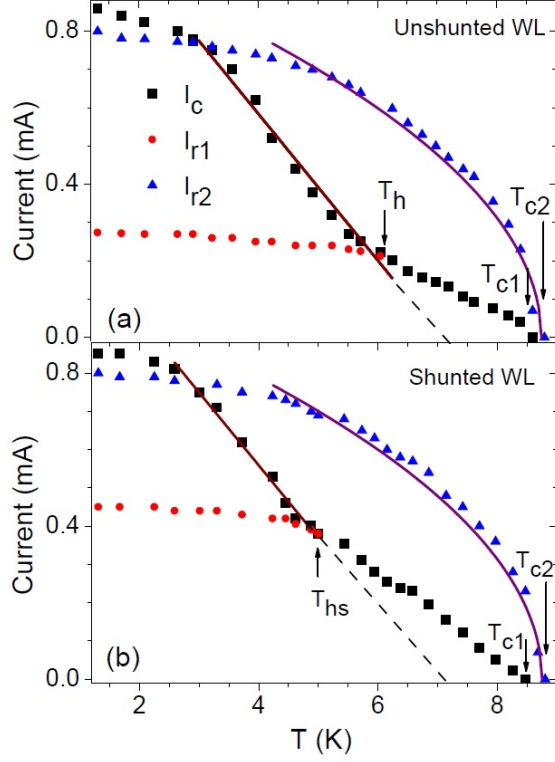 Unshunted WL
0.8
I_c
I_r1
I_r2
Current (mA)
0.4
T_h
T_c2
T_c1
(a)
0.0
Shunted WL
0.8
Current (mA)
0.4
T_hs
T_c2
T_c1
(b)
0.0
2 4 6 8
T (K)